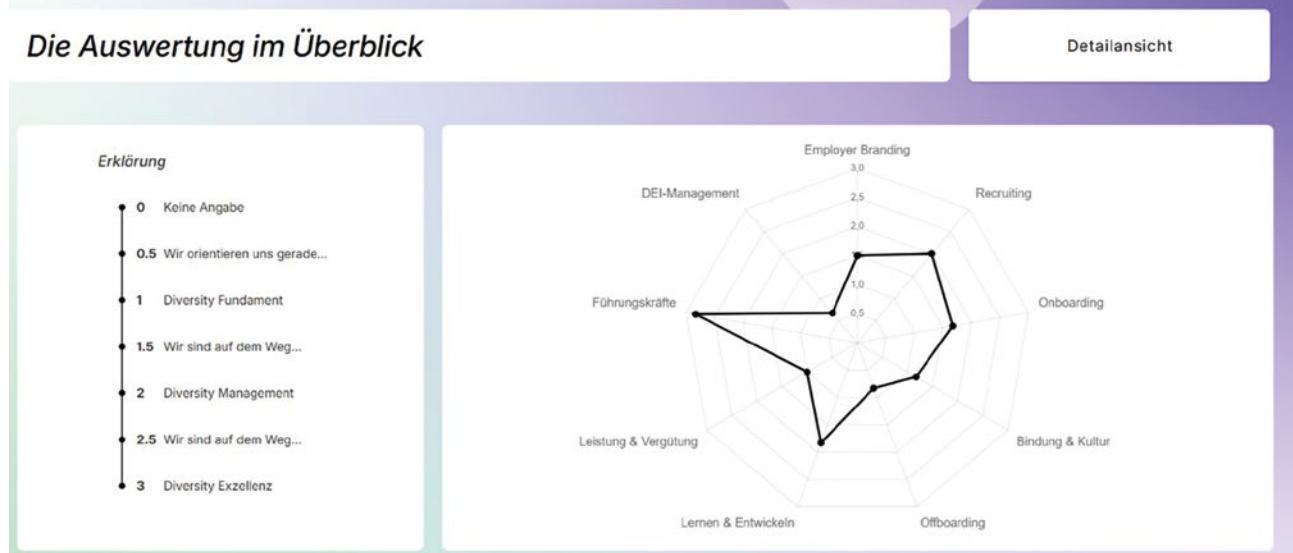 Die Auswertung im Überblick
Detailansicht
Erklärung
0 Keine Angabe
0.5 Wir orientieren uns gerade...
1 Diversity Fundament
1.5 Wir sind auf dem Weg...
2 Diversity Management
2.5 Wir sind auf dem Weg...
3 Diversity Exzellenz
Employer Branding
3,0
DEI-Management
2,5
Recruiting
2,0
1,0
Führungskräfte
0,5
Onboarding
Leistung & Vergütung
Bindung & Kultur
Lernen & Entwickeln
Offboarding